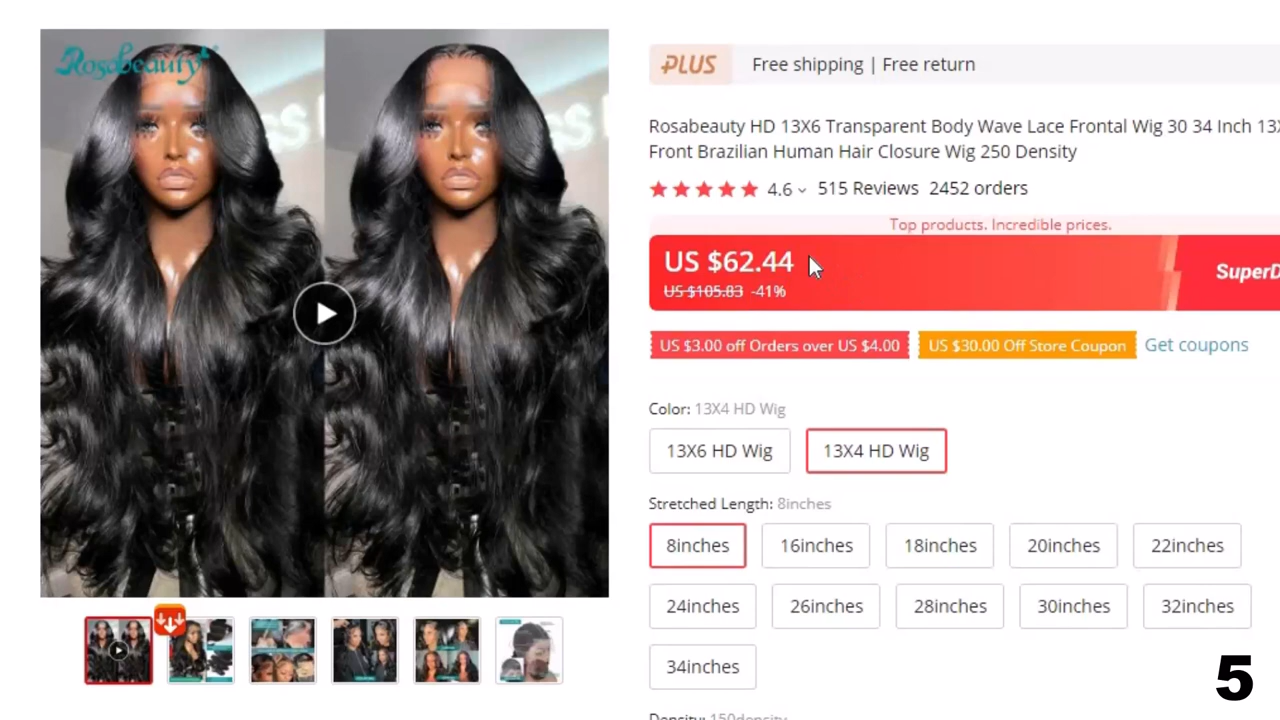 Rosabeauty
PLUS Free shipping | Free return
Rosabeauty HD 13X6 Transparent Body Wave Lace Frontal Wig 30 34 Inch
Front Brazilian Human Hair Closure Wig 250 Density
4.6 515 Reviews 2452 orders
Top products. Incredible prices.
US $62.44
US $105.83 -41%
SuperD
US $3.00 off Orders over US $4.00
US $30.00 Off Store Coupon
Get coupons
Color: 13X4 HD Wig
13X6 HD Wig
13X4 HD Wig
Stretched Length: 8inches
8inches
16inches
18inches
20inches
22inches
24inches
26inches
28inches
30inches
32inches
34inches
Density: 150density
5